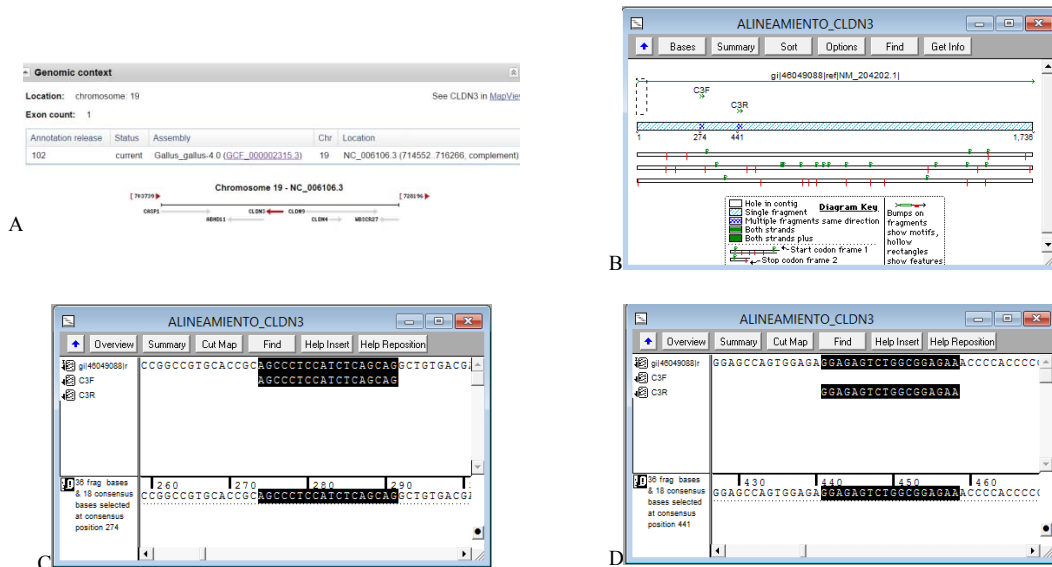 Genomic context
Location: chromosome: 19
See CLDN3 in MapView
Exon count: 1
Annotation release Status Assembly Chr Location
102 current Gallus_gallus-4.0 (GCF_000002315.3) 19 NC_006106.3 (714552..716266, complement)
Chromosome 19 - NC_006106.3
CLDN3 CLDN4
A
ALINEAMIENTO_CLDN3
Bases Summary Sort Options Find Get Info
gi|46049088|ref|NM_204202.1|
C3F
C3R
1 274 441 1,736
Diagram Key
Hole in contig
Single fragment
Multiple fragments same direction
Both strands
Both strands plus
Start codon frame 1
Stop codon frame 2
Bumps on
fragments
show motifs,
hollow
rectangles
show features
B
ALINEAMIENTO_CLDN3
Overview Summary Cut Map Find Help Insert Help Reposition
gi|46049088|r CCGGCCGTGCACCGCAGCCCTCCATCTCAGCAGGCTGTGACGA
C3F AGCCCTCCATCTCAGCAG
C3R
260 270 280 290
36 frag bases
& 18 consensus
bases selected
at consensus
position 274
CCGGCCGTGCACCGCAGCCCTCCATCTCAGCAGGCTGTGACGA
C
ALINEAMIENTO_CLDN3
Overview Summary Cut Map Find Help Insert Help Reposition
gi|46049088|r GGAGCCAGTGGAGAGGAGAGTCTGGCGGAGAAACCCCACCCC
C3F
C3R GGAGAGTCTGGCGGAGAA
430 440 450 460
36 frag bases
& 18 consensus
bases selected
at consensus
position 441
GGAGCCAGTGGAGAGGAGAGTCTGGCGGAGAAACCCCACCCC
D